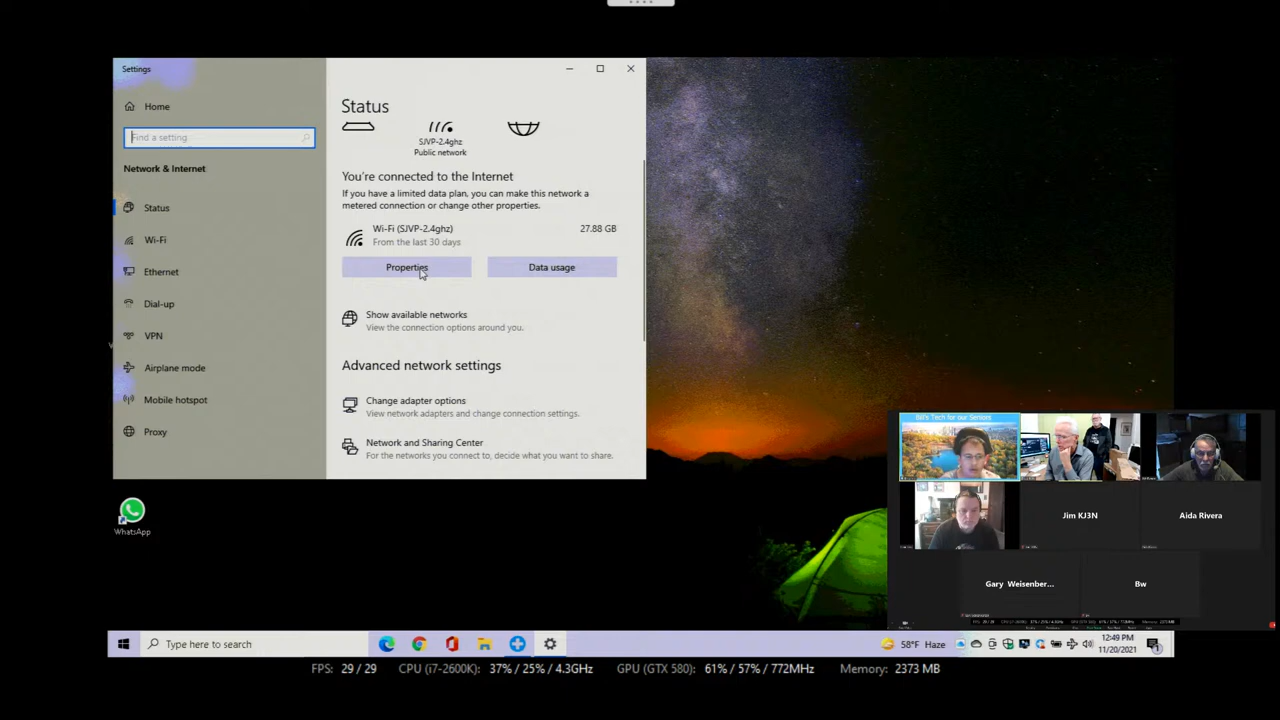 Settings
Home
Find a setting
Network & Internet
Status
Wi-Fi
Ethernet
Dial-up
VPN
Airplane mode
Mobile hotspot
Proxy
Status
SJVP-2.4ghz
Public network
You're connected to the Internet
If you have a limited data plan, you can make this network a
metered connection or change other properties.
Wi-Fi (SJVP-2.4ghz)
27.88 GB
From the last 30 days
Properties
Data usage
Show available networks
View the connection options around you.
Advanced network settings
Change adapter options
View network adapters and change connection settings.
Network and Sharing Center
For the networks you connect to, decide what you want to share.
WhatsApp
Tech for our Seniors
Jim KJ3N
Aida Rivera
Gary Weisenber...
Bw
Type here to search
58°F Haze
12:49 PM
11/20/2021
FPS: 29 / 29 CPU (i7-2600K): 37% / 25% / 4.3GHz GPU (GTX 580): 61% / 57% / 772MHz Memory: 2373 MB